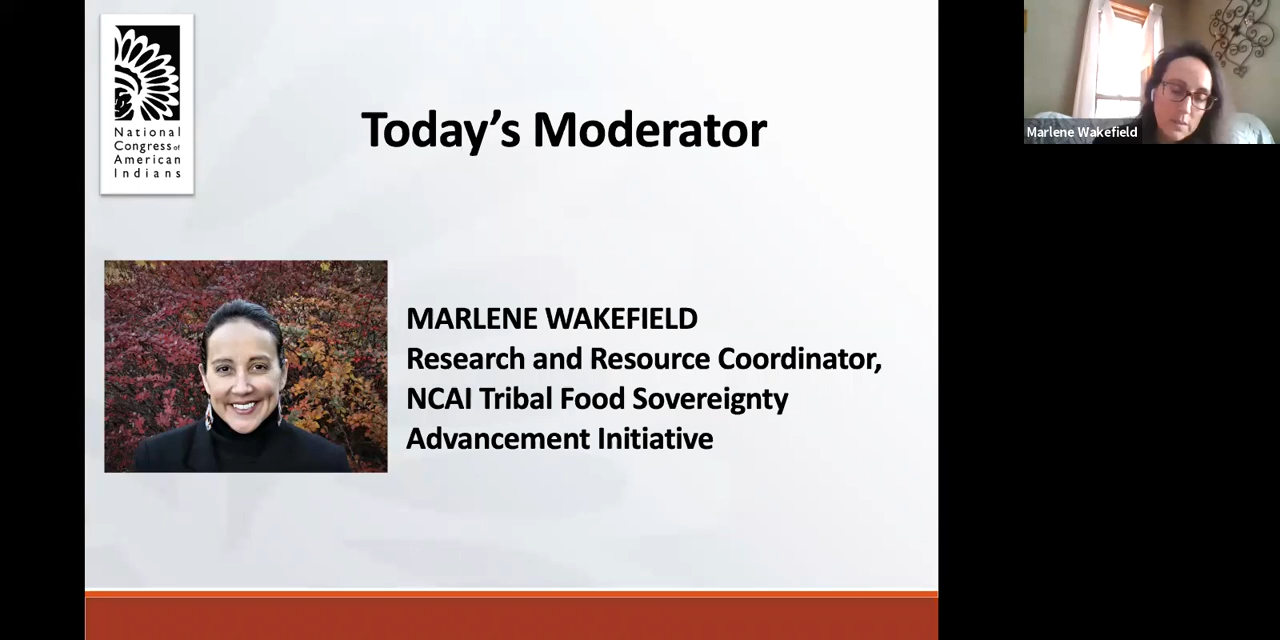 National
Congress of
American
Indians
Today's Moderator
MARLENE WAKEFIELD
Research and Resource Coordinator,
NCAI Tribal Food Sovereignty
Advancement Initiative
Marlene Wakefield